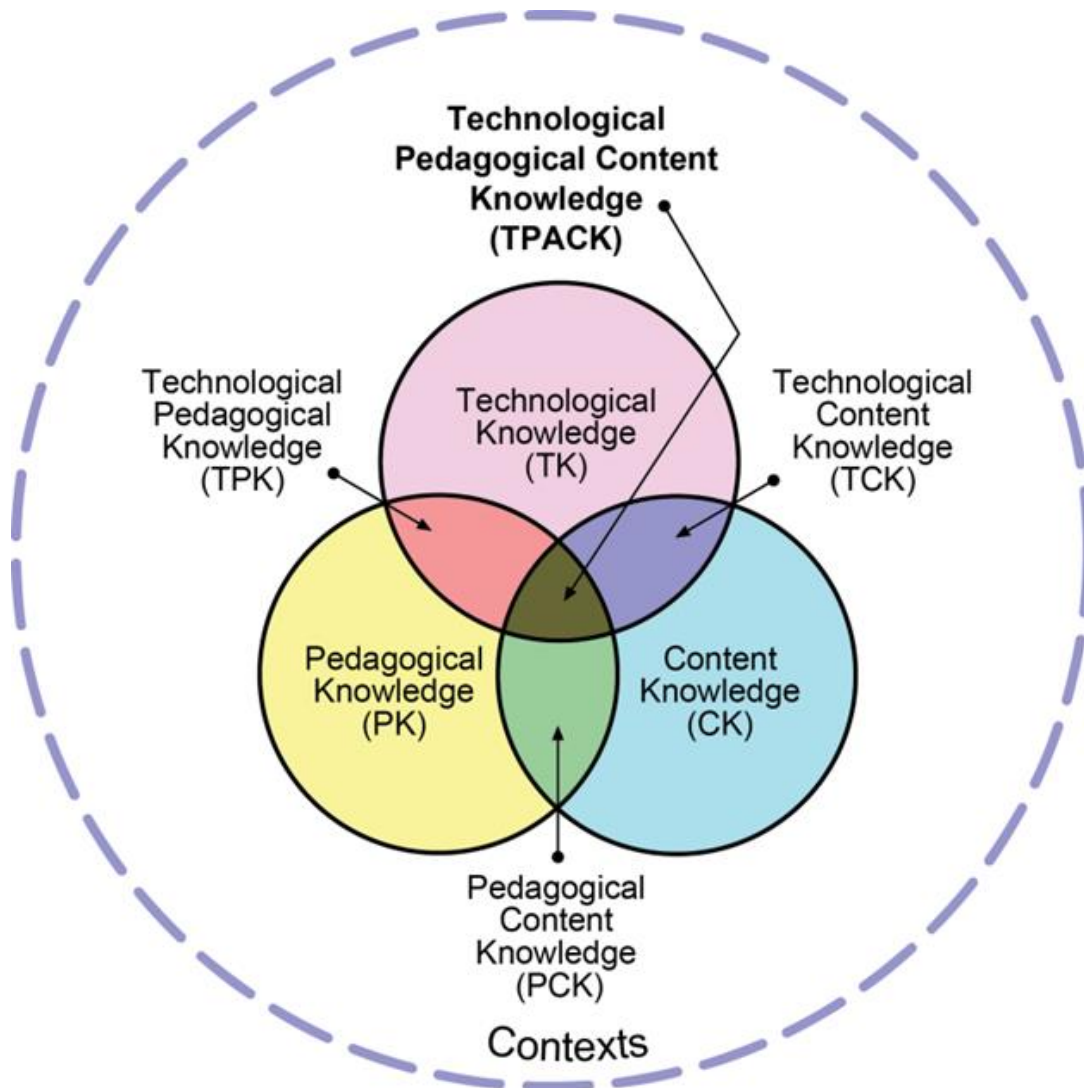 Technological
Pedagogical Content
Knowledge
(TPACK)
Technological
Pedagogical
Knowledge
(TPK)
Technological
Knowledge
(TK)
Technological
Content
Knowledge
(TCK)
Pedagogical
Knowledge
(PK)
Content
Knowledge
(CK)
Pedagogical
Content
Knowledge
(PCK)
Contexts